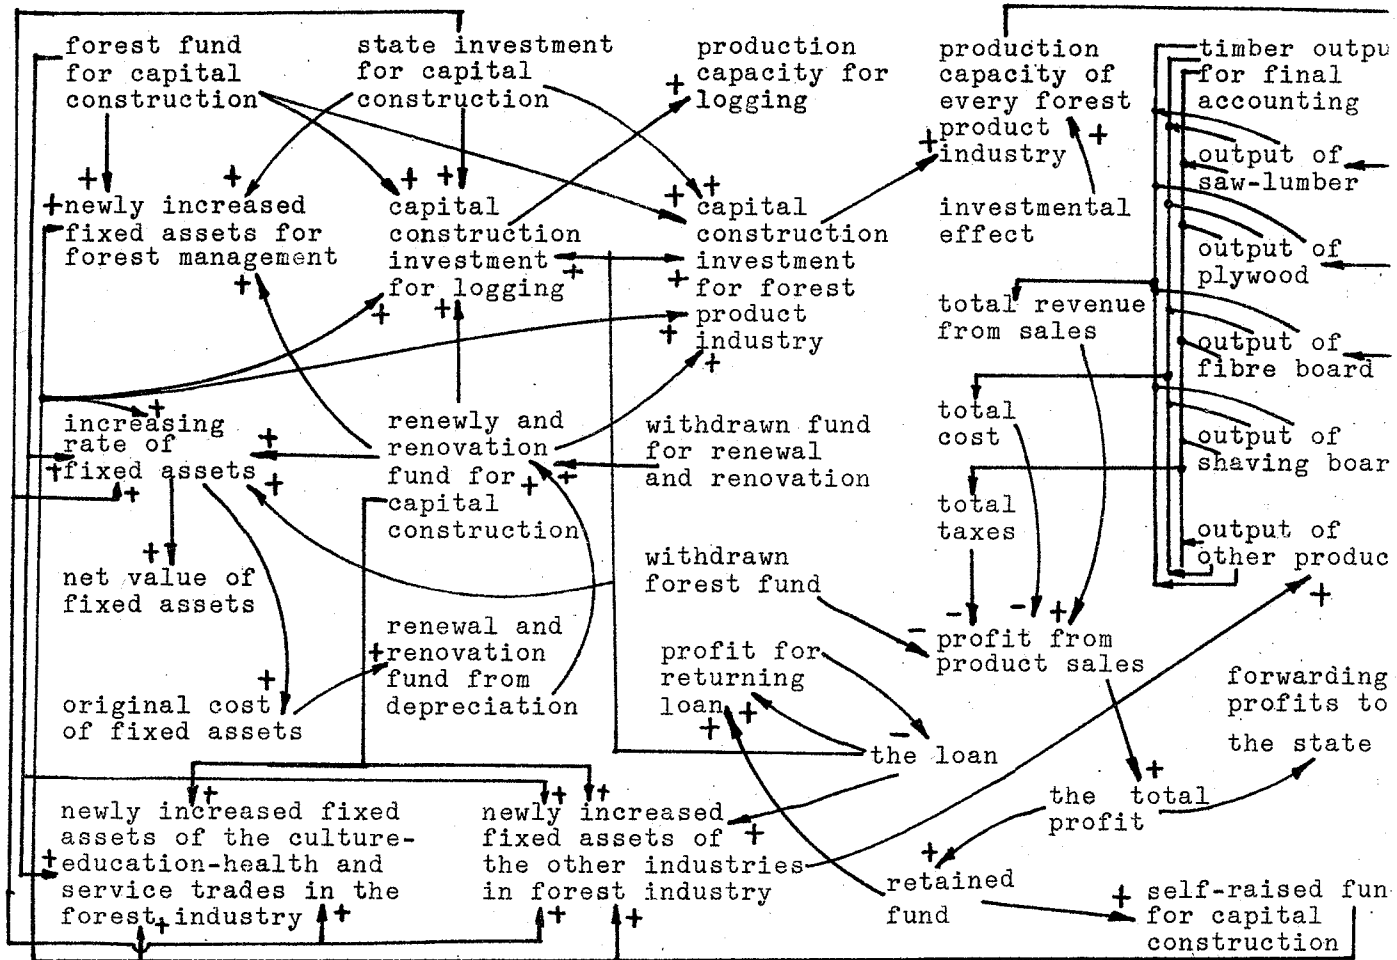 forest fund
for capital
construction
state investment
for capital
construction
production
capacity for
logging
production
capacity of
every forest
product
industry
timber outpu
for final
accounting
output of
saw-lumber
newly increased
fixed assets for
forest management
capital
construction
investment
for logging
capital
construction
investment
for forest
product
industry
investmental
effect
output of
plywood
total revenue
from sales
output of
fibre board
increasing
rate of
fixed assets
renewly and
renovation
fund for
capital
construction
withdrawn fund
for renewal
and renovation
total
cost
output of
shaving boar
total
taxes
output of
other produc
net value of
fixed assets
withdrawn
forest fund
renewal and
renovation
fund from
depreciation
profit for
returning
loan
profit from
product sales
original cost
of fixed assets
forwarding
profits to
the state
the loan
newly increased fixed
assets of the culture-
education-health and
service trades in the
forest industry
newly increased
fixed assets of
the other industries
in forest industry
the total
profit
retained
fund
self-raised fun
for capital
construction